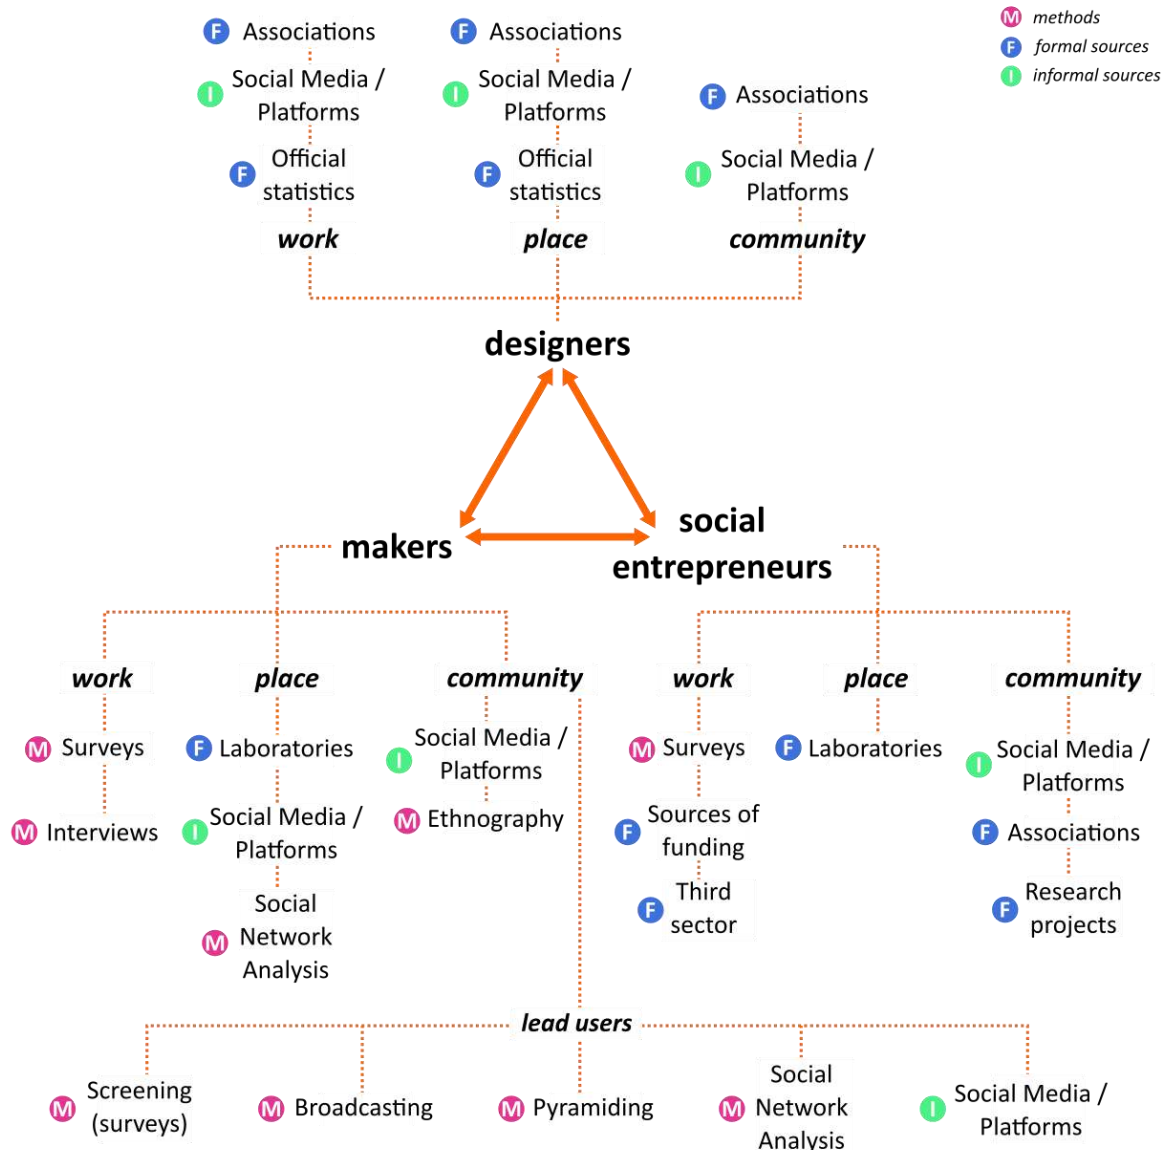 M methods
F formal sources
I informal sources
F Associations
I Social Media /
Platforms
F Official
statistics
work
F Associations
I Social Media /
Platforms
F Official
statistics
place
F Associations
I Social Media /
Platforms
community
designers
makers
social
entrepreneurs
work
M Surveys
M Interviews
place
F Laboratories
I Social Media /
Platforms
Social
M Network
Analysis
community
I Social Media /
Platforms
M Ethnography
work
M Surveys
F Sources of
funding
F Third
sector
place
F Laboratories
community
I Social Media /
Platforms
F Associations
F Research
projects
lead users
M Screening
(surveys)
M Broadcasting
M Pyramiding
Social
M Network
Analysis
I Social Media /
Platforms